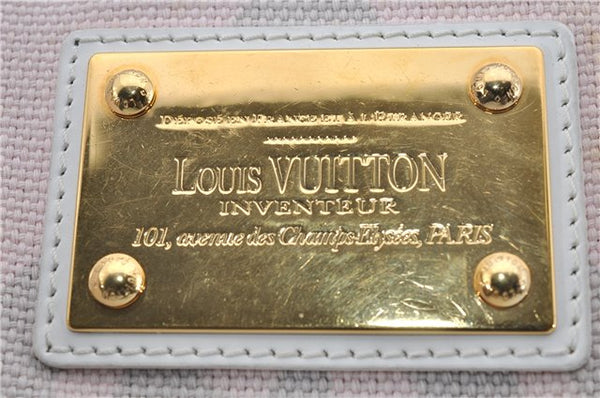 DÉPOSÉ EN FRANCE ET À L'ÉTRANGER
LOUIS VUITTON
INVENTEUR
101, avenue des Champs-Elysées, PARIS